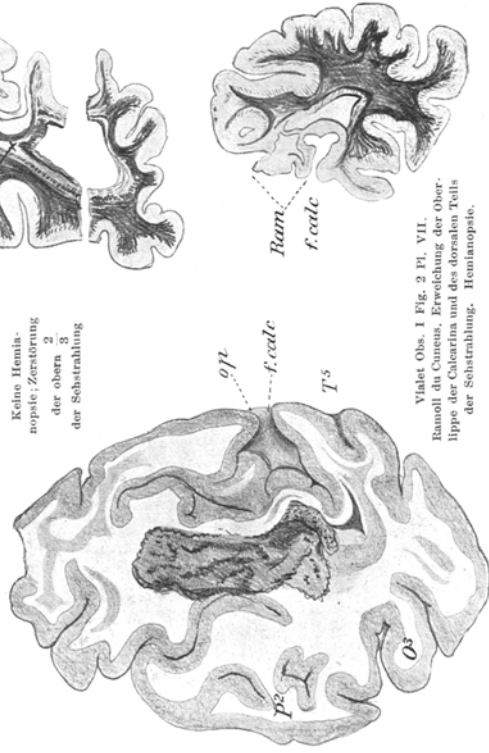 Keine Hemia-
nopsie; Zerstörung
der obern 2/3
der Sehstrahlung
op
f.calc
T⁵
p²
O³
Ram
f. calc
Vialet Obs. I Fig. 2 Pl. VII.
Ramoll du Cuneus. Erweichung der Ober-
lippe der Calcarina und des dorsalen Teils
der Sehstrahlung. Hemianopsie.